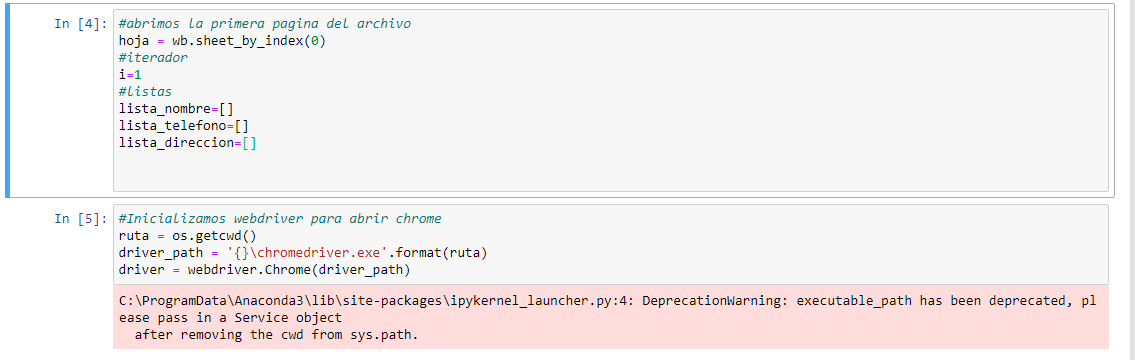 In [4]: #abrimos la primera pagina del archivo
hoja = wb.sheet_by_index(0)
#iterador
i=1
#listas
lista_nombre=[]
lista_telefono=[]
lista_direccion=[]
In [5]: #Inicializamos webdriver para abrir chrome
ruta = os.getcwd()
driver_path = '{}\chromedriver.exe'.format(ruta)
driver = webdriver.Chrome(driver_path)
C:\ProgramData\Anaconda3\lib\site-packages\ipykernel_launcher.py:4: DeprecationWarning: executable_path has been deprecated, pl
ease pass in a Service object
  after removing the cwd from sys.path.